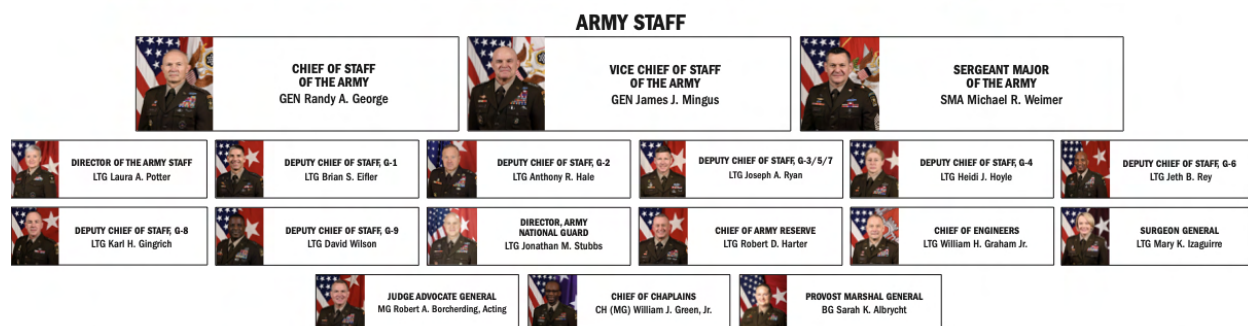 ARMY STAFF
CHIEF OF STAFF
OF THE ARMY
GEN Randy A. George
VICE CHIEF OF STAFF
OF THE ARMY
GEN James J. Mingus
SERGEANT MAJOR
OF THE ARMY
SMA Michael R. Weimer
DIRECTOR OF THE ARMY STAFF
LTG Laura A. Potter
DEPUTY CHIEF OF STAFF, G-1
LTG Brian S. Eifler
DEPUTY CHIEF OF STAFF, G-2
LTG Anthony R. Hale
DEPUTY CHIEF OF STAFF, G-3/5/7
LTG Joseph A. Ryan
DEPUTY CHIEF OF STAFF, G-4
LTG Heidi J. Hoyle
DEPUTY CHIEF OF STAFF, G-6
LTG Jeth B. Rey
DEPUTY CHIEF OF STAFF, G-8
LTG Karl H. Gingrich
DEPUTY CHIEF OF STAFF, G-9
LTG David Wilson
DIRECTOR, ARMY
NATIONAL GUARD
LTG Jonathan M. Stubbs
CHIEF OF ARMY RESERVE
LTG Robert D. Harter
CHIEF OF ENGINEERS
LTG William H. Graham Jr.
SURGEON GENERAL
LTG Mary K. Izaguirre
JUDGE ADVOCATE GENERAL
MG Robert A. Borcherding, Acting
CHIEF OF CHAPLAINS
CH (MG) William J. Green, Jr.
PROVOST MARSHAL GENERAL
BG Sarah K. Albrycht